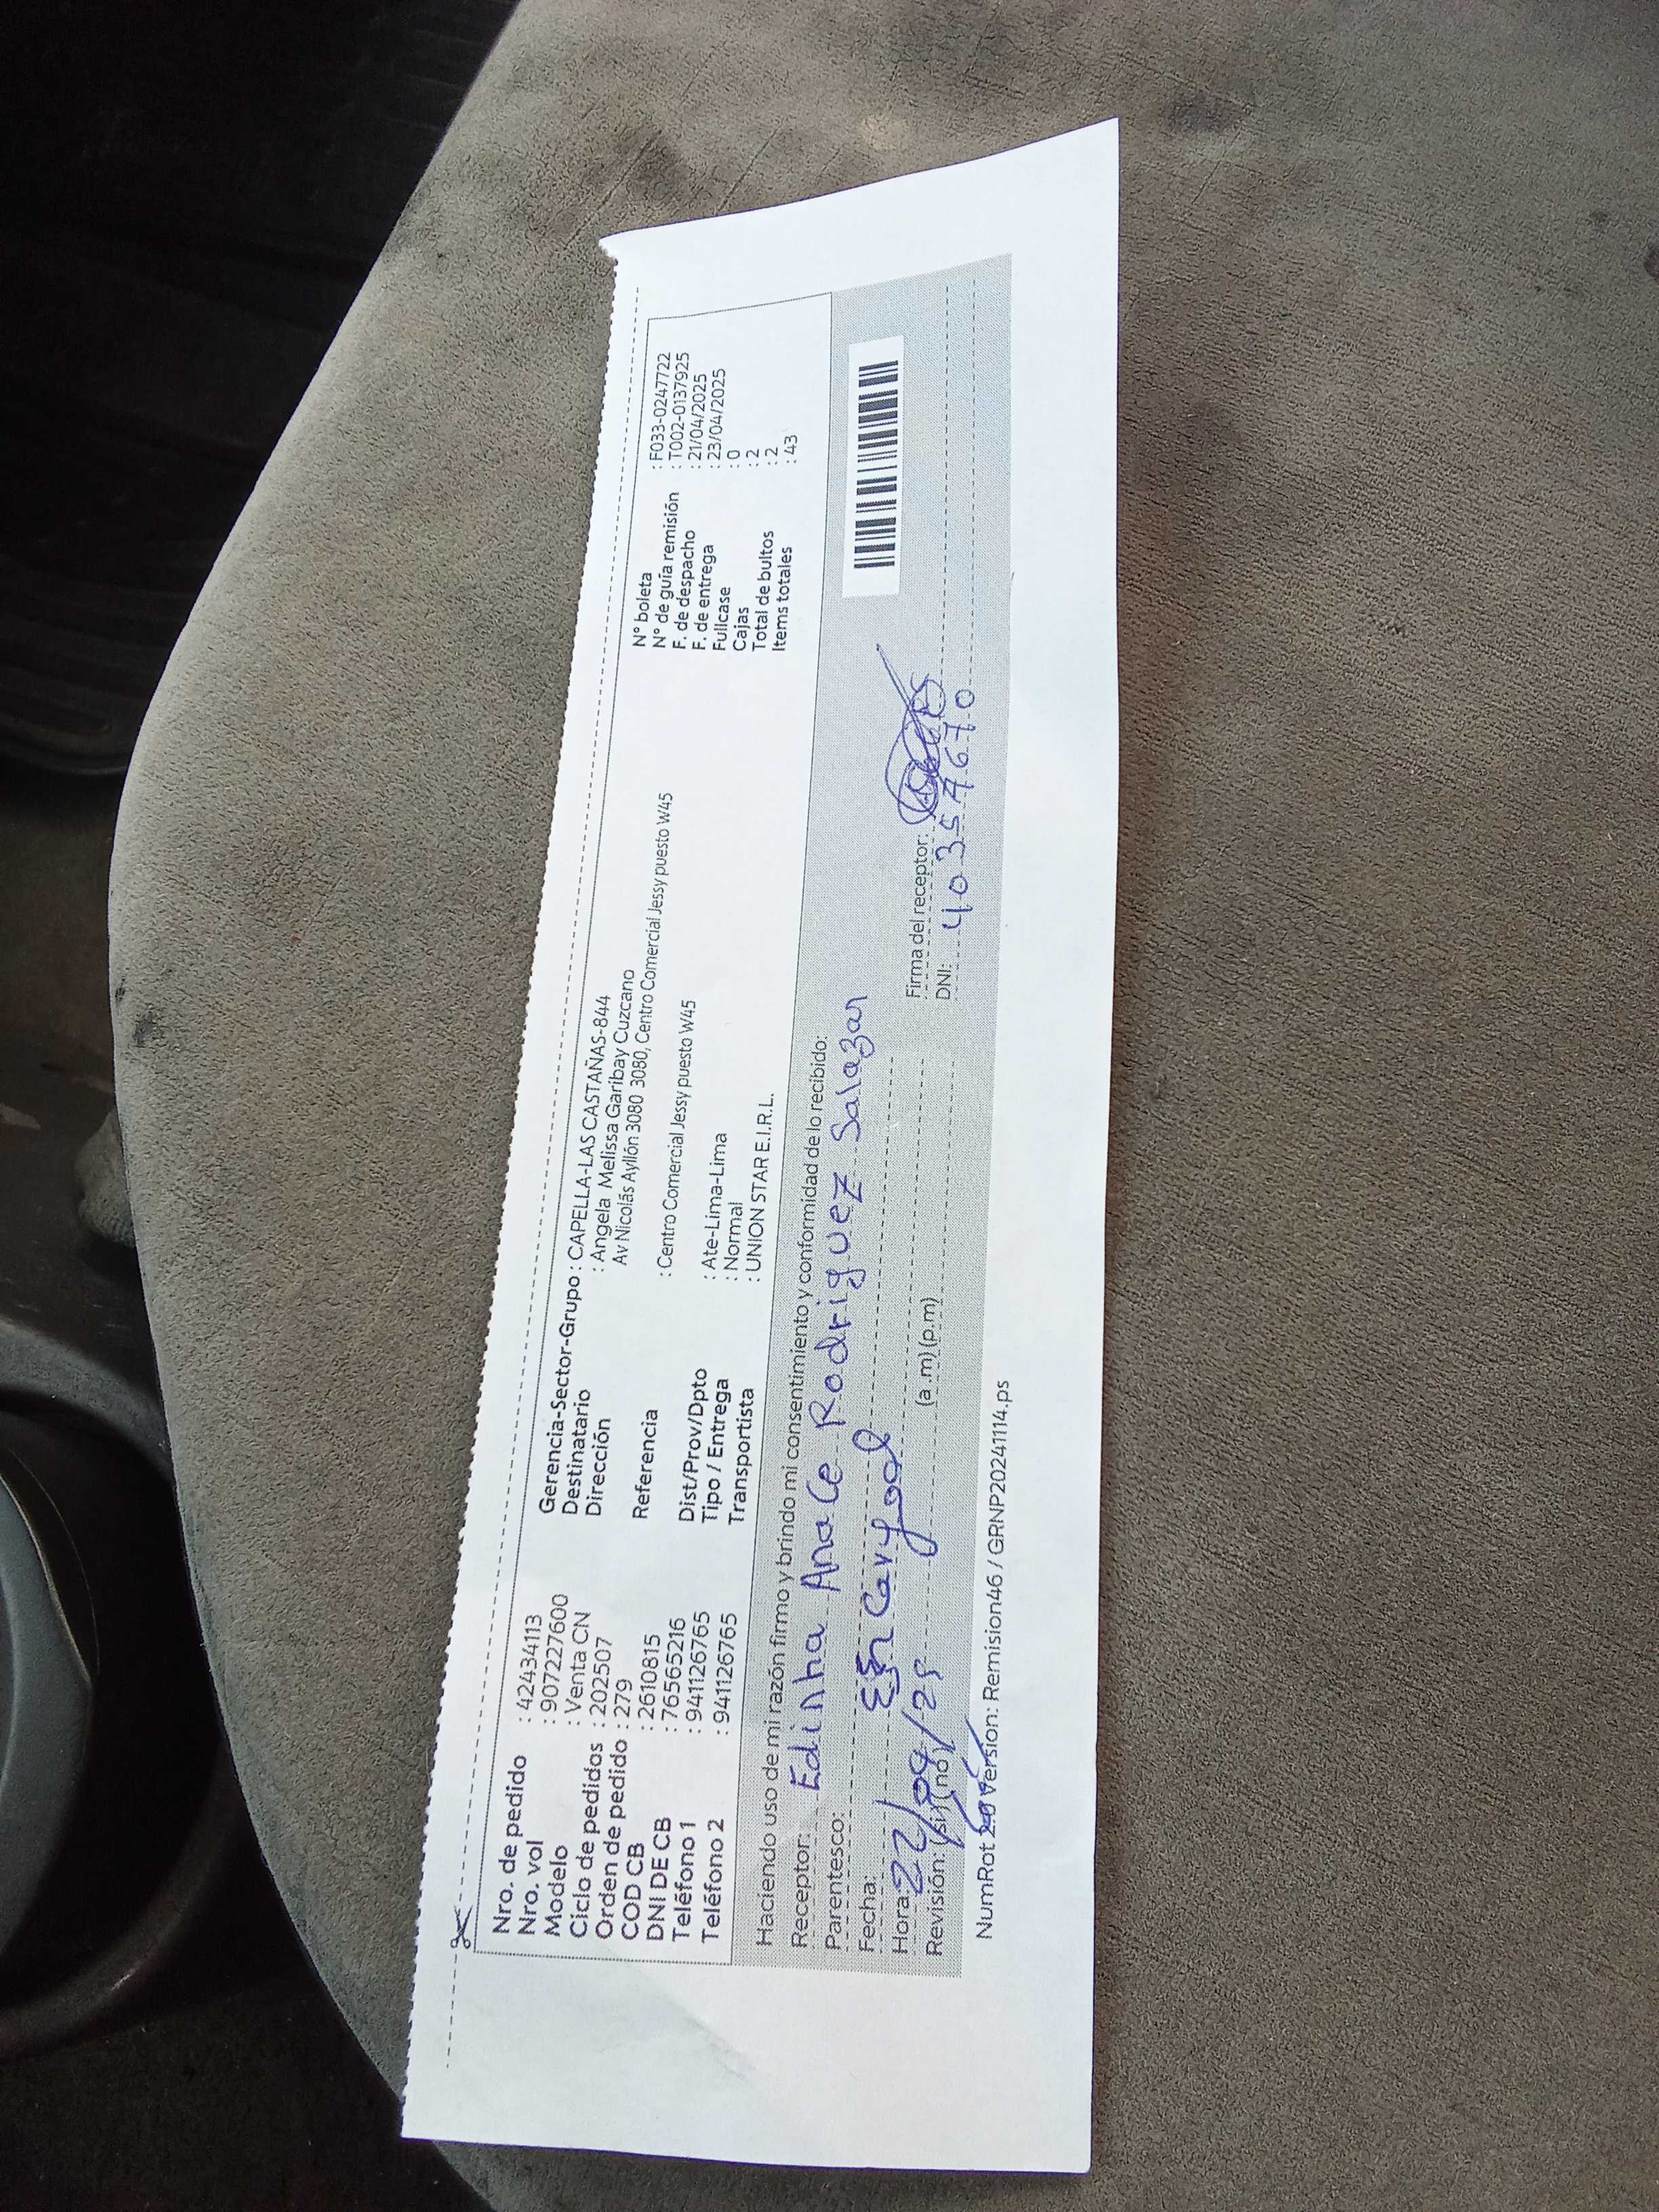 Nro. de pedido : 42434113
Nro. vol : 907227600
Modelo : Venta CN
Ciclo de pedidos : 202507
Orden de pedido : 279
COD CB : 2610815
DNI DE CB : 76565216
Teléfono 1 : 941126765
Teléfono 2 : 941126765
Gerencia-Sector-Grupo : CAPELLA-LAS CASTAÑAS-844
Destinatario : Angela Melissa Garibay Cuzcano
Dirección Av Nicolás Ayllón 3080 3080, Centro Comercial Jessy puesto W45
Referencia : Centro Comercial Jessy puesto W45
Dist/Prov/Dpto : Ate-Lima-Lima
Tipo / Entrega : Normal
Transportista : UNION STAR E.I.R.L.
N° boleta : F033-0247722
N° de guía remisión : T002-0137925
F. de despacho : 21/04/2025
F. de entrega : 23/04/2025
Fullcase : 0
Cajas : 2
Total de bultos : 2
Items totales : 43
Haciendo uso de mi razón firmo y brindo mi consentimiento y conformidad de lo recibido:
Receptor: Edinha Anace Rodriguez Salazar
Parentesco:
Fecha:
Hora: 22/04/25 (a.m) (p.m)
Revisión: (si) (no)
Firma del receptor:
DNI:
NumRot Versión: Remision46 / GRNP20241114.ps